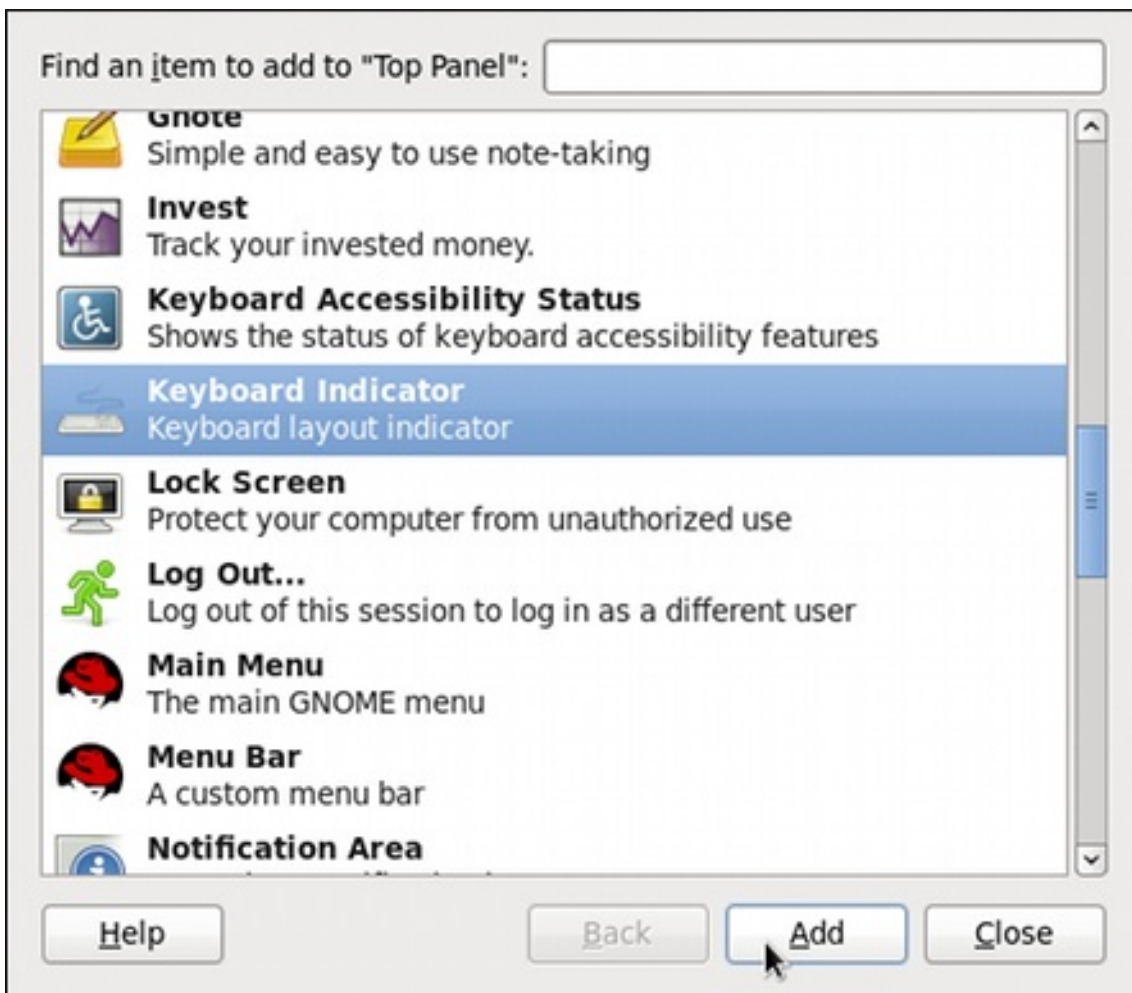 Find an item to add to "Top Panel":
Gnote
Simple and easy to use note-taking
Invest
Track your invested money.
Keyboard Accessibility Status
Shows the status of keyboard accessibility features
Keyboard Indicator
Keyboard layout indicator
Lock Screen
Protect your computer from unauthorized use
Log Out...
Log out of this session to log in as a different user
Main Menu
The main GNOME menu
Menu Bar
A custom menu bar
Notification Area
Help Back Add Close